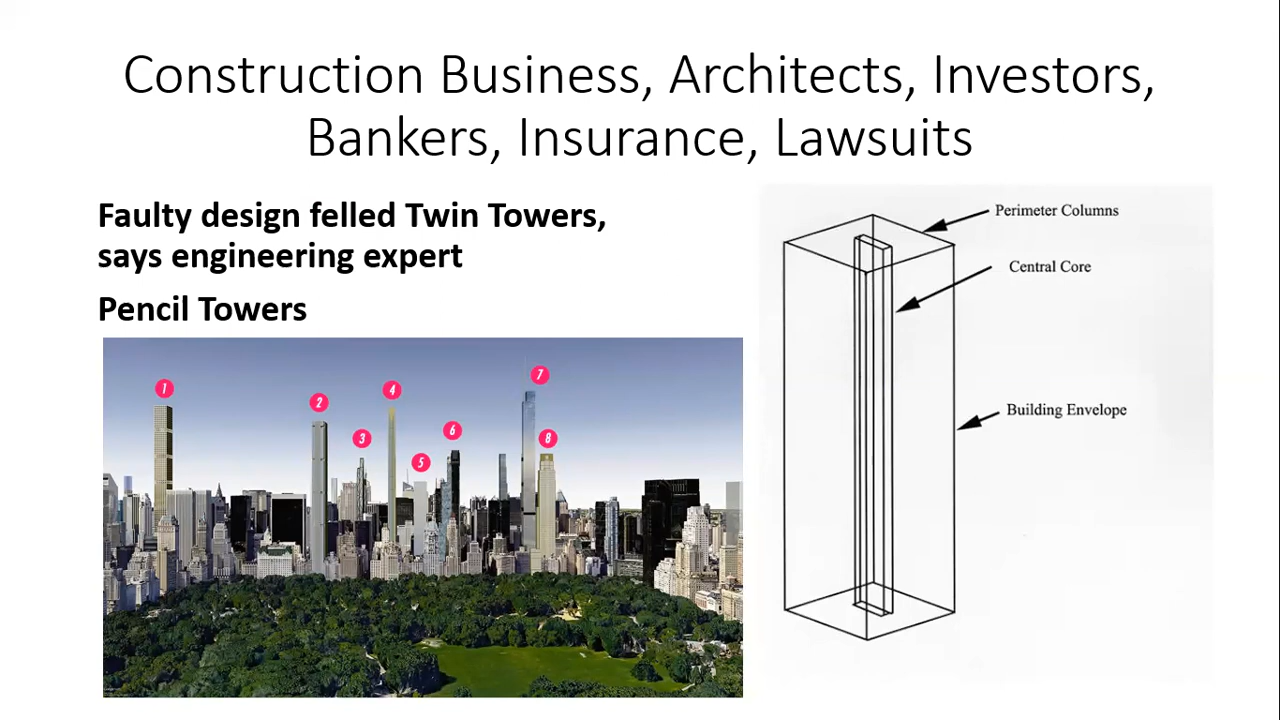 Construction Business, Architects, Investors,
Bankers, Insurance, Lawsuits
Faulty design felled Twin Towers,
says engineering expert
Pencil Towers
1
2
3
4
5
6
7
8
Perimeter Columns
Central Core
Building Envelope